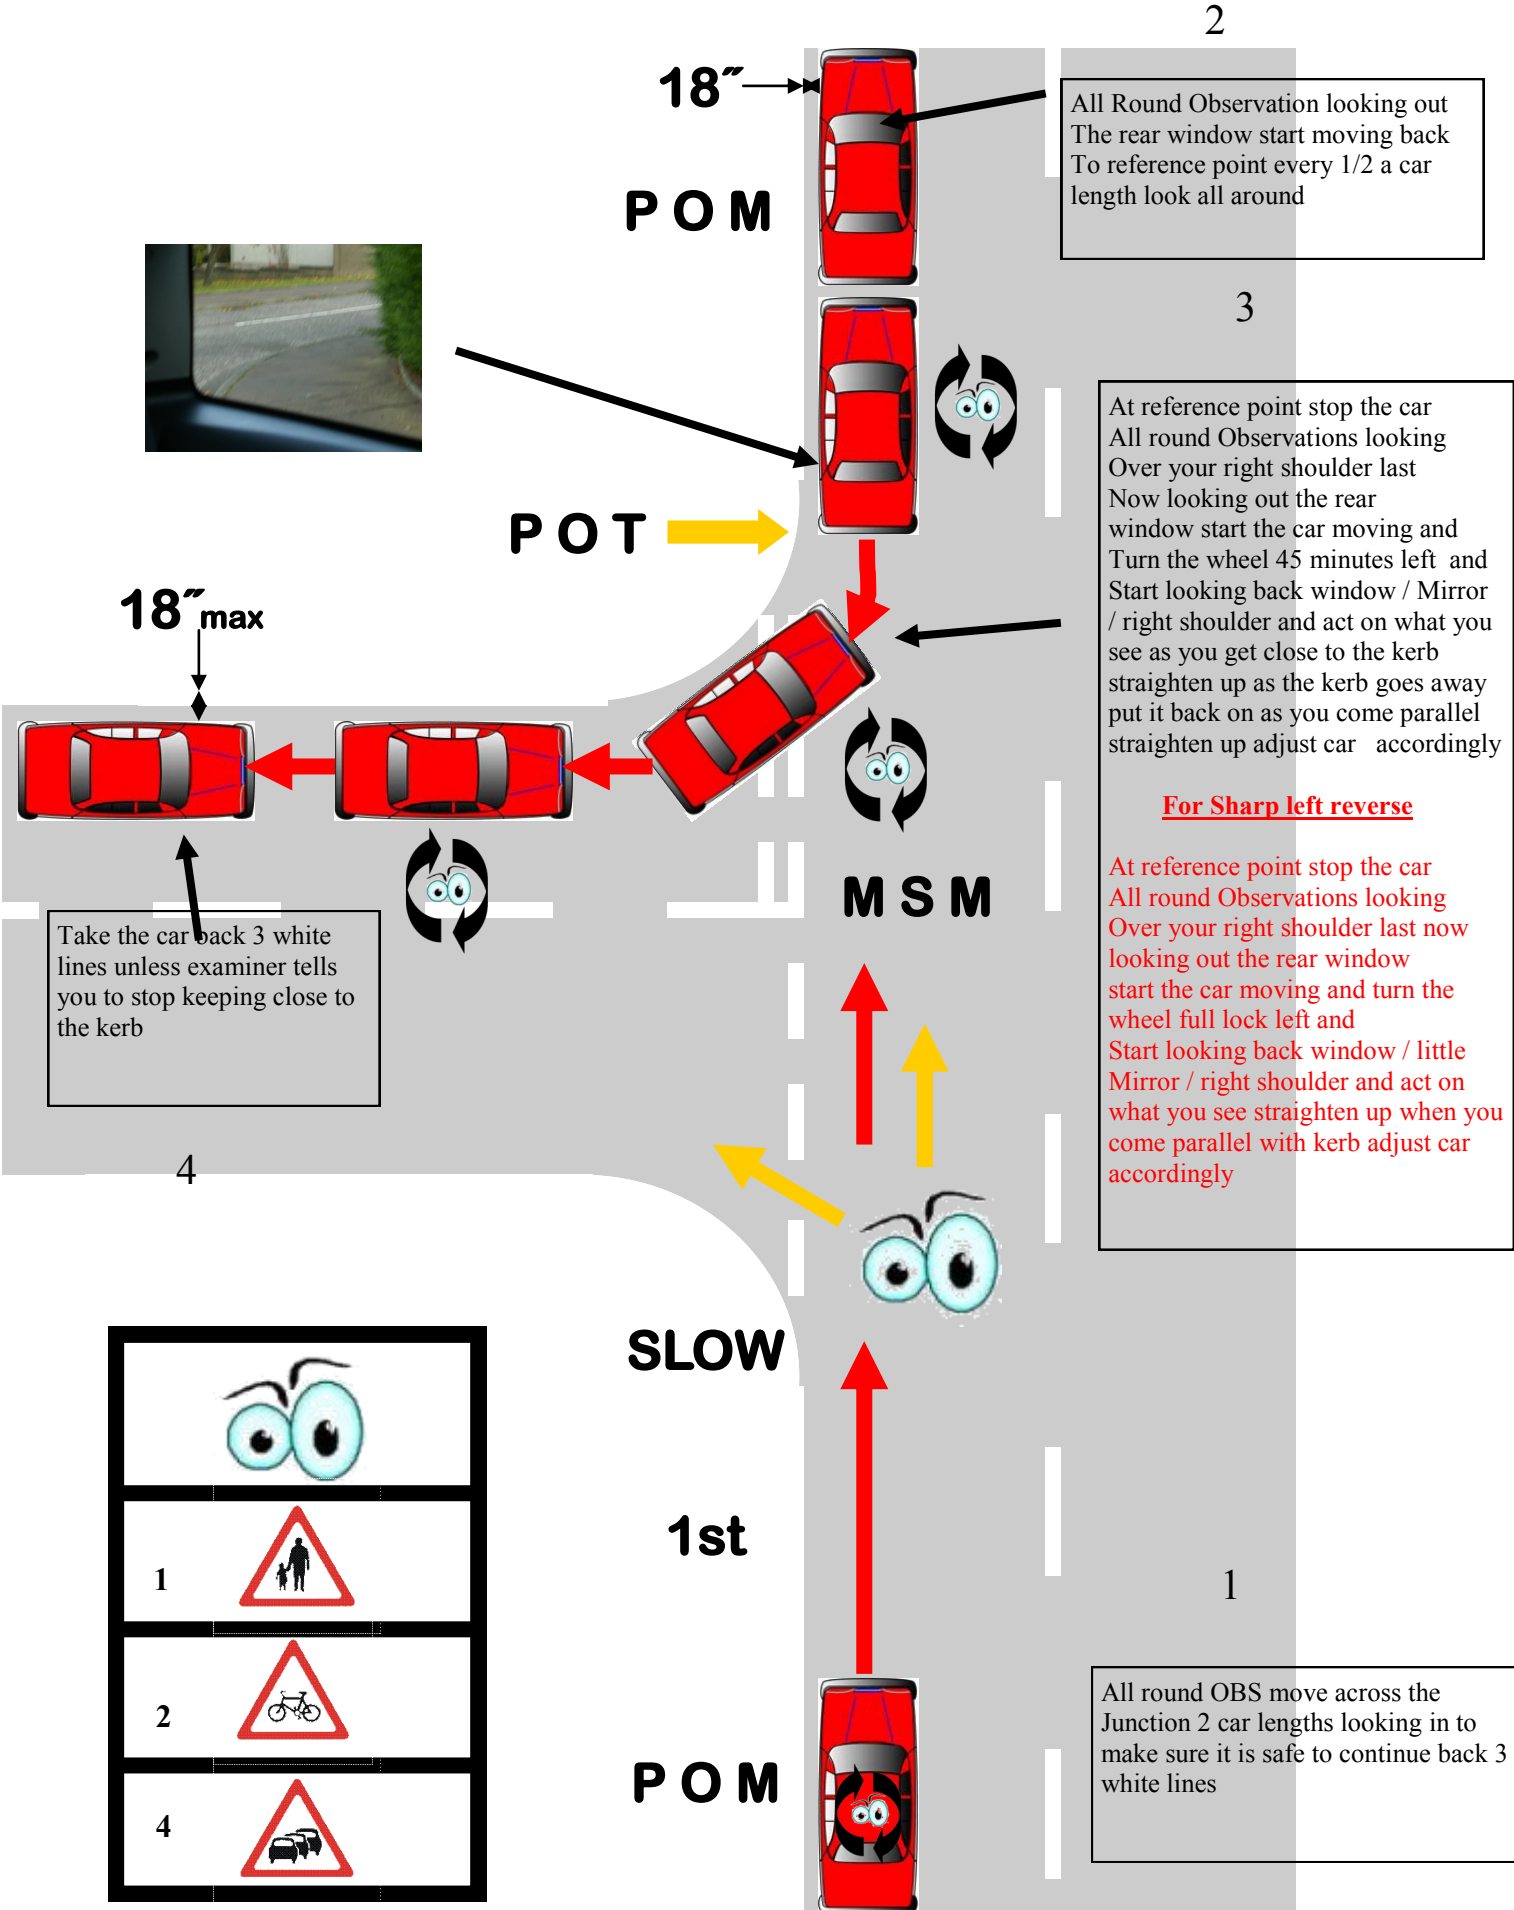 2
18″
All Round Observation looking out
The rear window start moving back
To reference point every 1/2 a car
length look all around
P O M
3
At reference point stop the car
All round Observations looking
Over your right shoulder last
Now looking out the rear
window start the car moving and
Turn the wheel 45 minutes left and
Start looking back window / Mirror
/ right shoulder and act on what you
see as you get close to the kerb
straighten up as the kerb goes away
put it back on as you come parallel
straighten up adjust car accordingly
For Sharp left reverse
At reference point stop the car
All round Observations looking
Over your right shoulder last now
looking out the rear window
start the car moving and turn the
wheel full lock left and
Start looking back window / little
Mirror / right shoulder and act on
what you see straighten up when you
come parallel with kerb adjust car
accordingly
P O T
18″max
M S M
Take the car back 3 white
lines unless examiner tells
you to stop keeping close to
the kerb
4
SLOW
1st
1
2
4
1
P O M
All round OBS move across the
Junction 2 car lengths looking in to
make sure it is safe to continue back 3
white lines